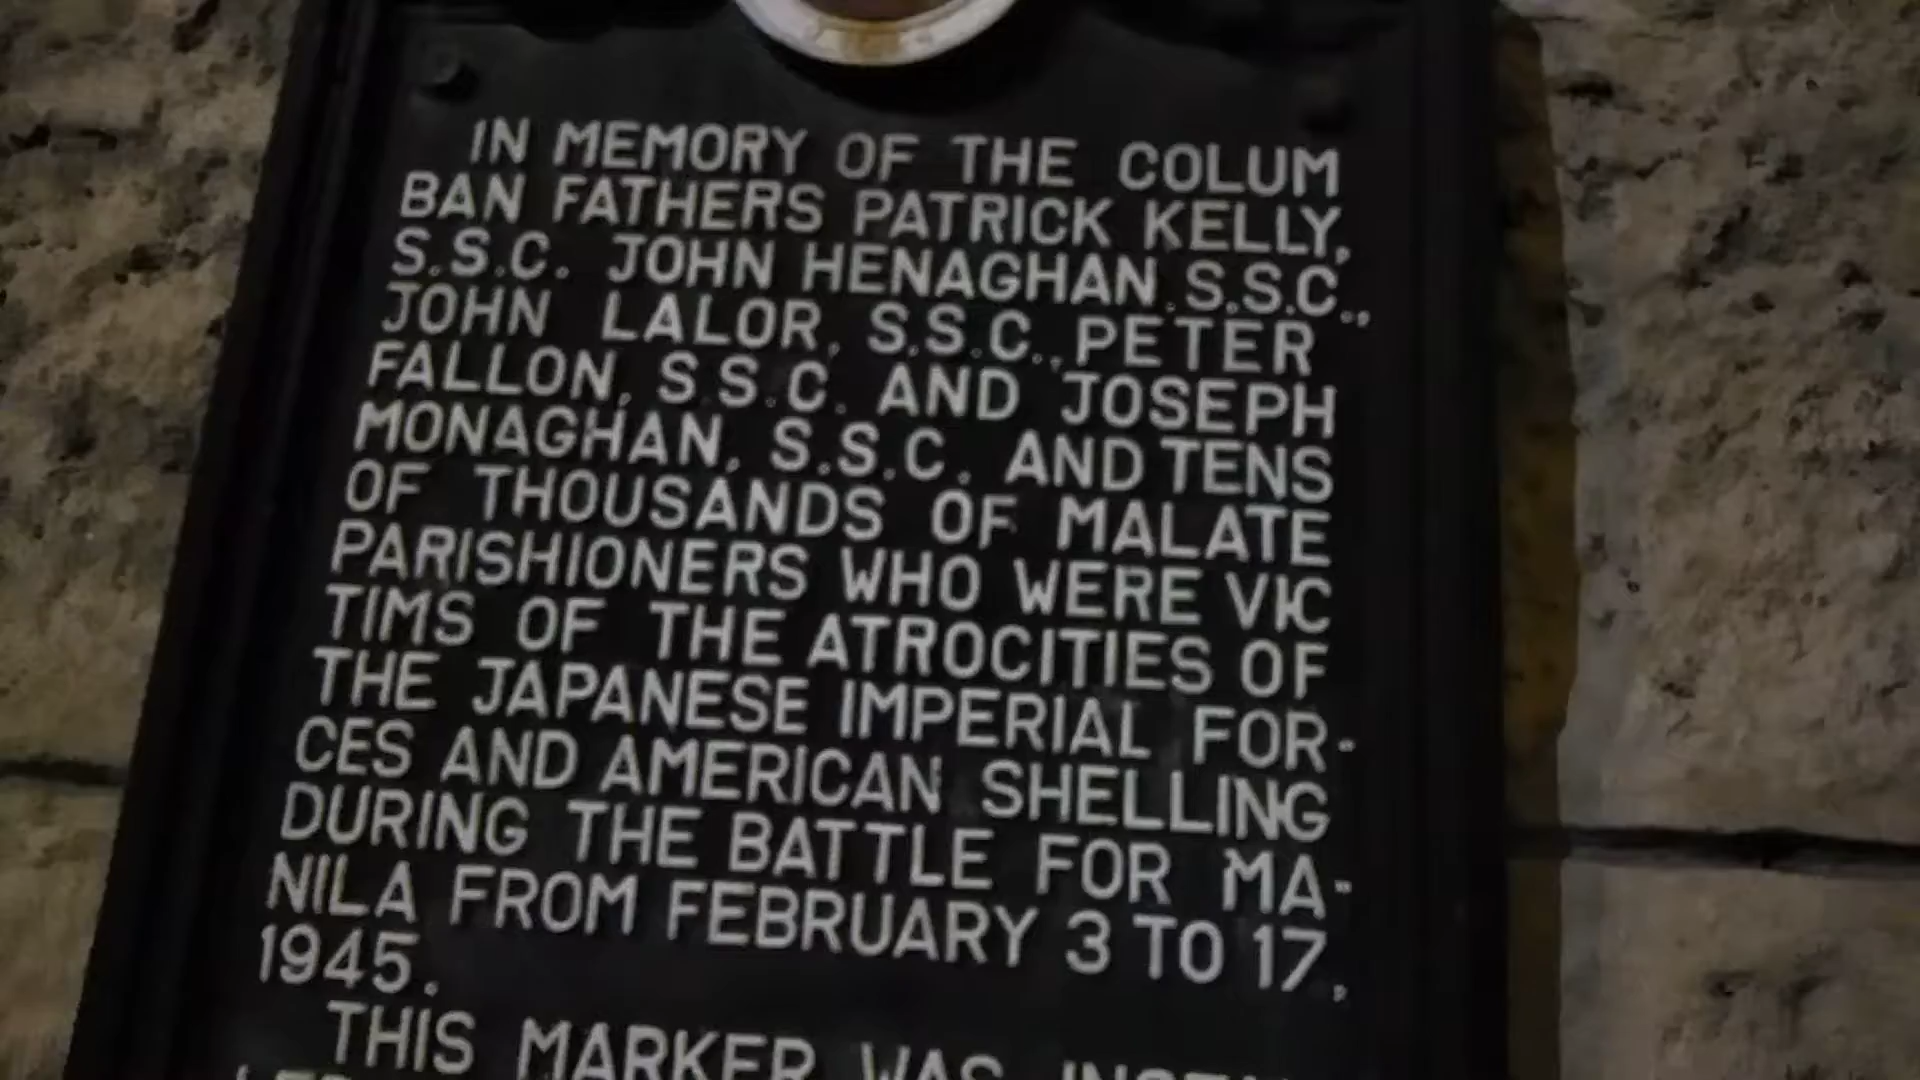 IN MEMORY OF THE COLUM
BAN FATHERS PATRICK KELLY,
S.S.C. JOHN HENAGHAN, S.S.C.,
JOHN LALOR, S.S.C., PETER
FALLON, S.S.C. AND JOSEPH
MONAGHAN, S.S.C. AND TENS
OF THOUSANDS OF MALATE
PARISHIONERS WHO WERE VIC
TIMS OF THE ATROCITIES OF
THE JAPANESE IMPERIAL FOR-
CES AND AMERICAN SHELLING
DURING THE BATTLE FOR MA-
NILA FROM FEBRUARY 3 TO 17,
1945.
THIS MARKER WAS